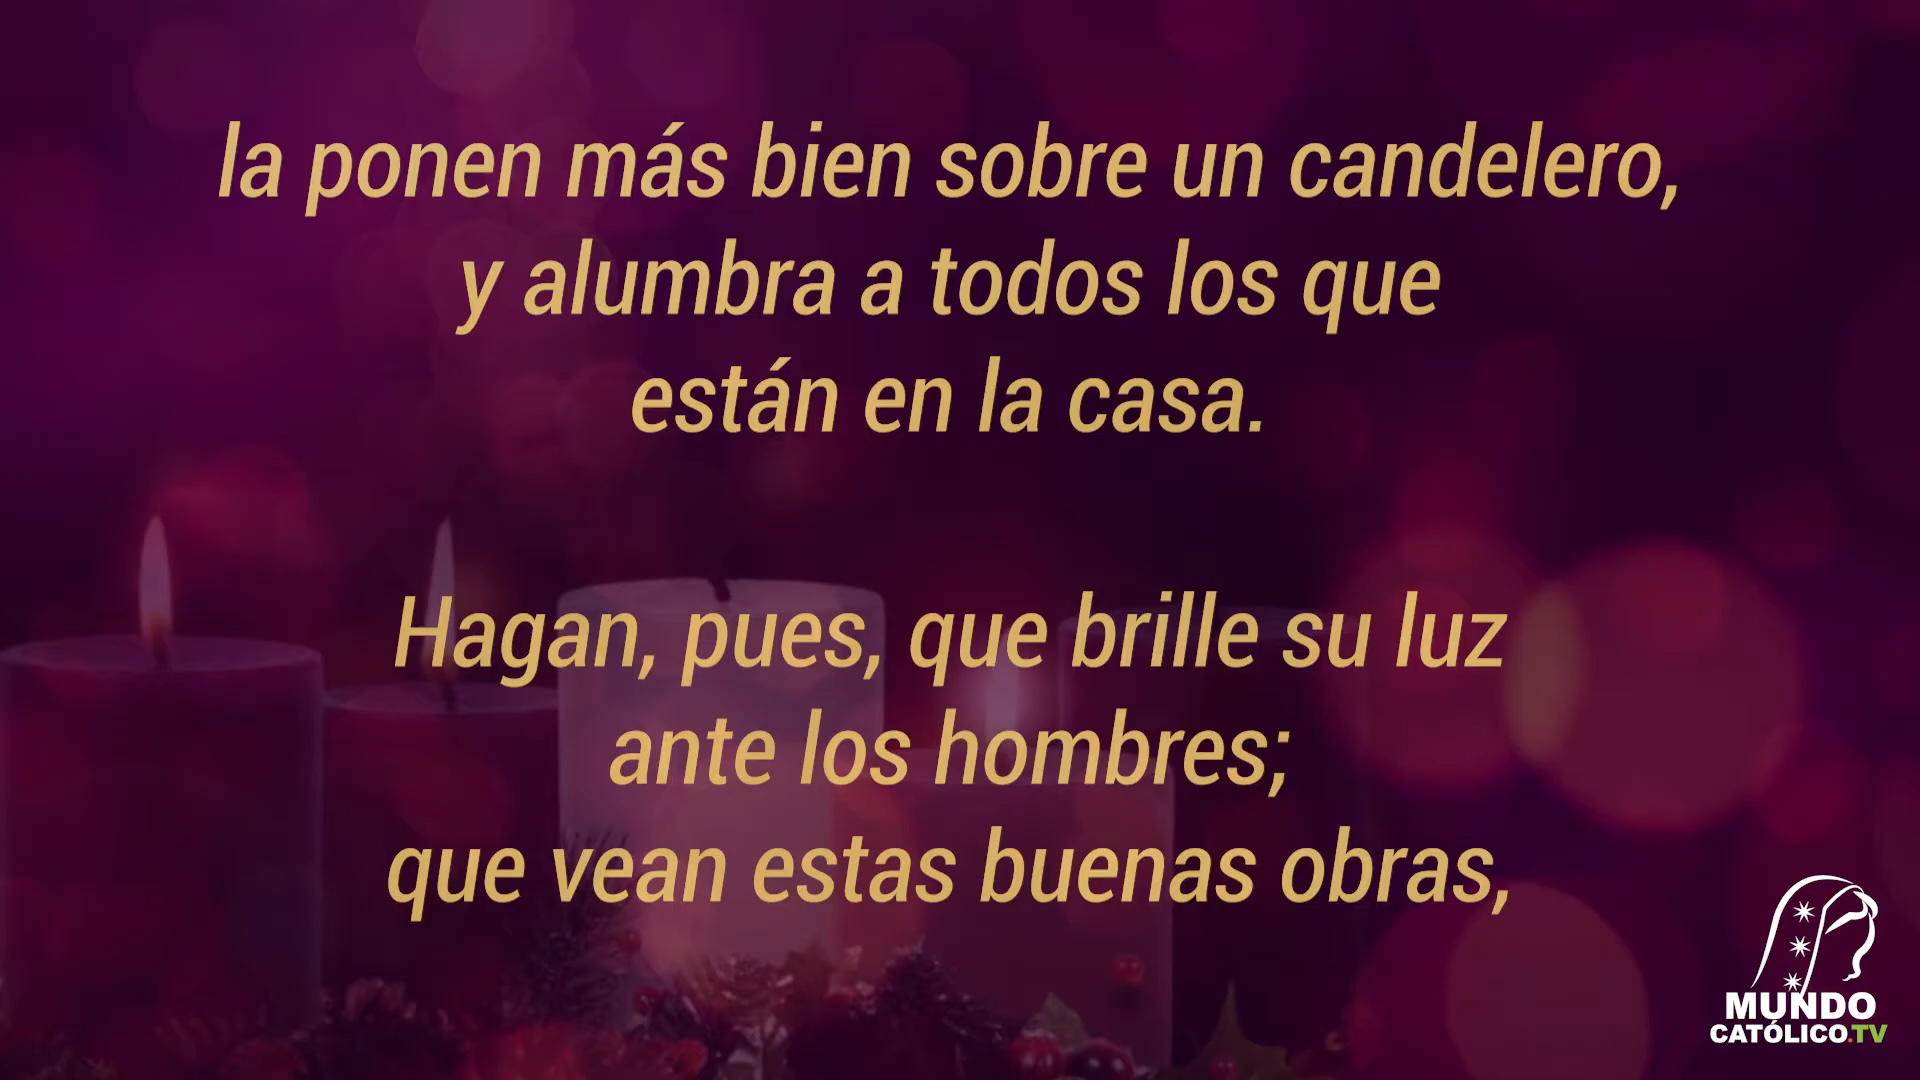 la ponen más bien sobre un candelero,
y alumbra a todos los que
están en la casa.
Hagan, pues, que brille su luz
ante los hombres;
que vean estas buenas obras,
MUNDO
CATÓLICO.TV